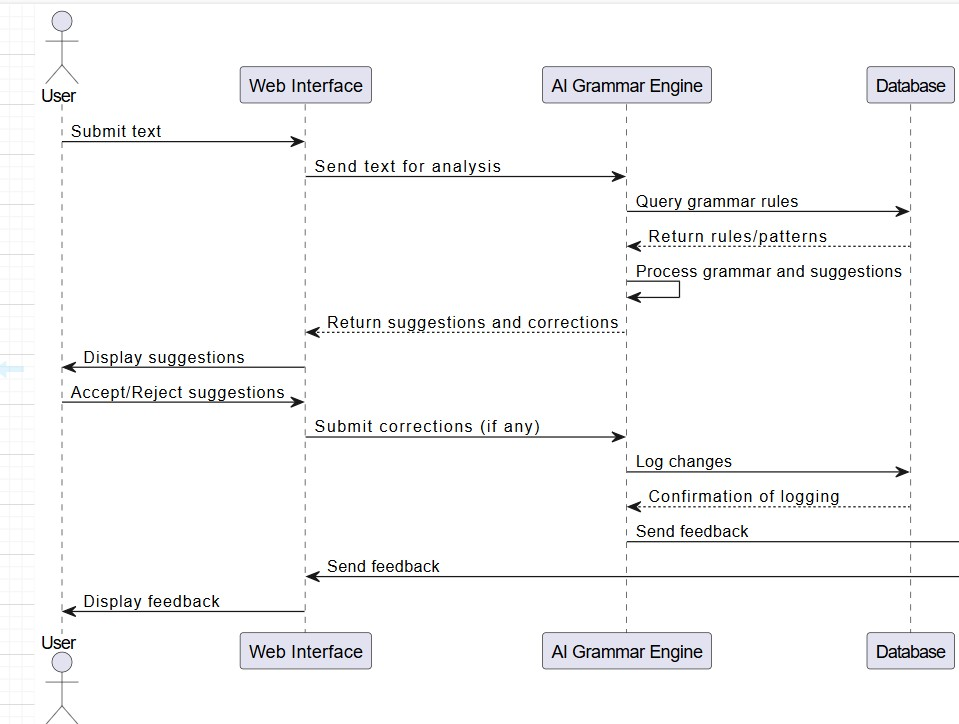 User
Web Interface
AI Grammar Engine
Database
Submit text
Send text for analysis
Query grammar rules
Return rules/patterns
Process grammar and suggestions
Return suggestions and corrections
Display suggestions
Accept/Reject suggestions
Submit corrections (if any)
Log changes
Confirmation of logging
Send feedback
Send feedback
Display feedback
User
Web Interface
AI Grammar Engine
Database